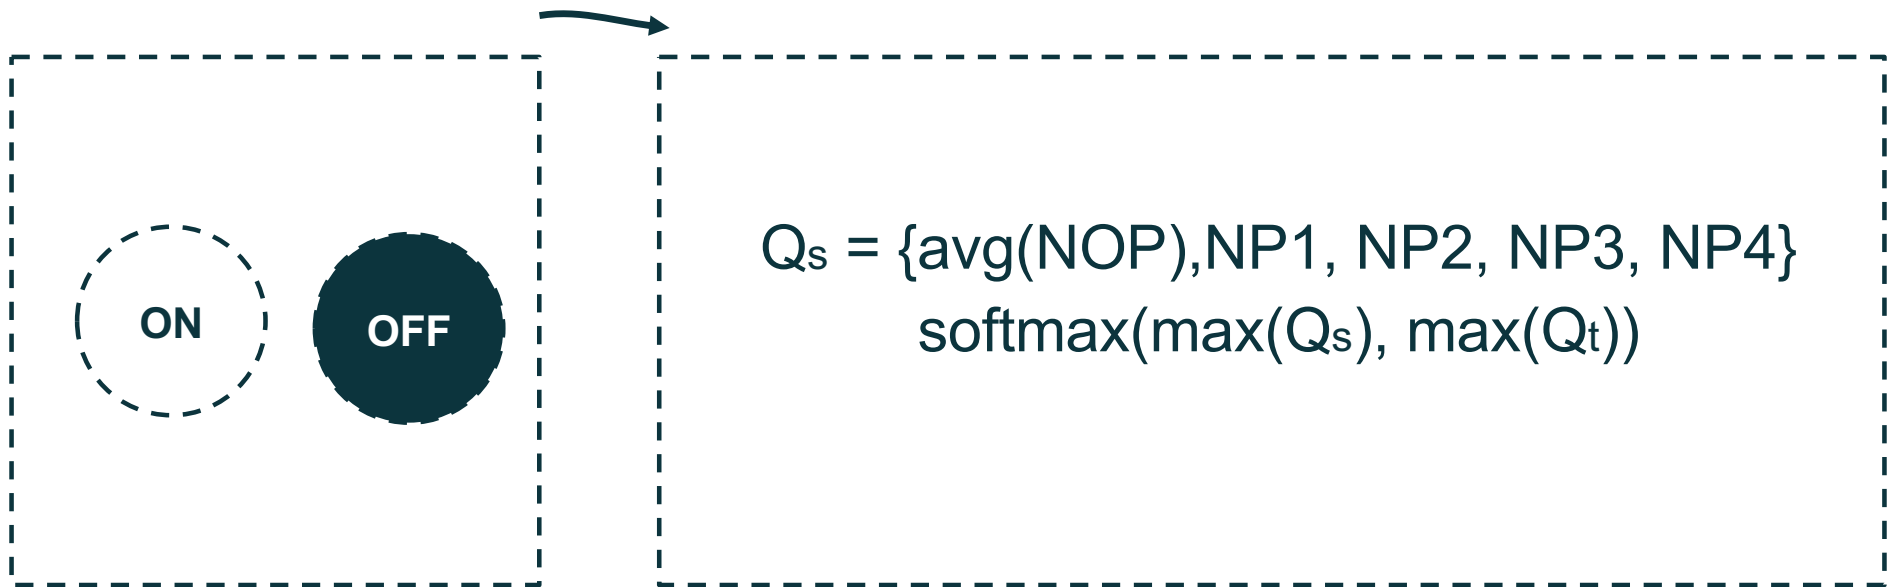 ON
OFF
Qs = {avg(NOP),NP1, NP2, NP3, NP4}
softmax(max(Qs), max(Qt))